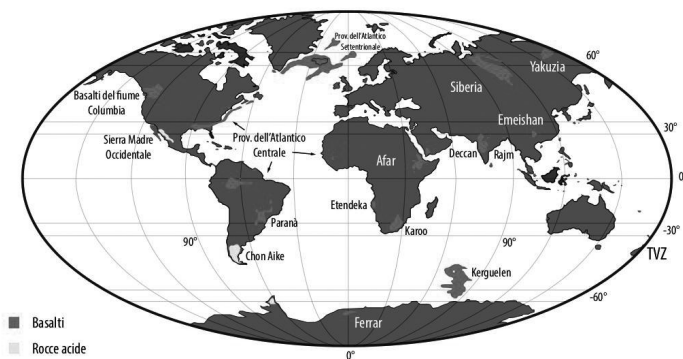 Prov. dell'Atlantico
Settentrionale
60°
Yakuzia
Siberia
Basalti del fiume
Columbia
Emeishan
30°
Sierra Madre
Occidentale
Prov. dell'Atlantico
Centrale
Afar
Deccan
Rajm
0
Etendeka
Paranà
Karoo
-30°
90°
90°
TVZ
Chon Aike
Kerguelen
-60°
Ferrar
Basalti
Rocce acide
0°